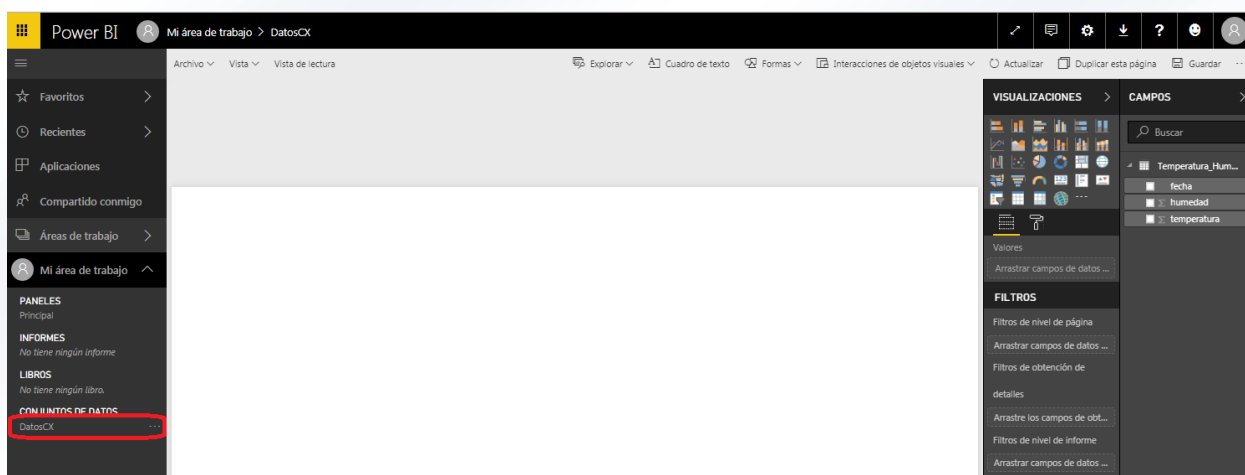 Power BI Mi área de trabajo > DatosCX ?
Archivo Vista Vista de lectura Explorar Cuadro de texto Formas Interacciones de objetos visuales Actualizar Duplicar esta página Guardar ...
Favoritos
Recientes
Aplicaciones
Compartido conmigo
Áreas de trabajo
Mi área de trabajo
PANELES
Principal
INFORMES
No tiene ningún informe
LIBROS
No tiene ningún libro.
CONJUNTOS DE DATOS
DatosCX ...
VISUALIZACIONES
Valores
Arrastrar campos de datos ...
FILTROS
Filtros de nivel de página
Arrastrar campos de datos ...
Filtros de obtención de
detalles
Arrastre los campos de obt...
Filtros de nivel de informe
Arrastrar campos de datos ...
CAMPOS
Buscar
Temperatura_Hum...
fecha
∑ humedad
∑ temperatura